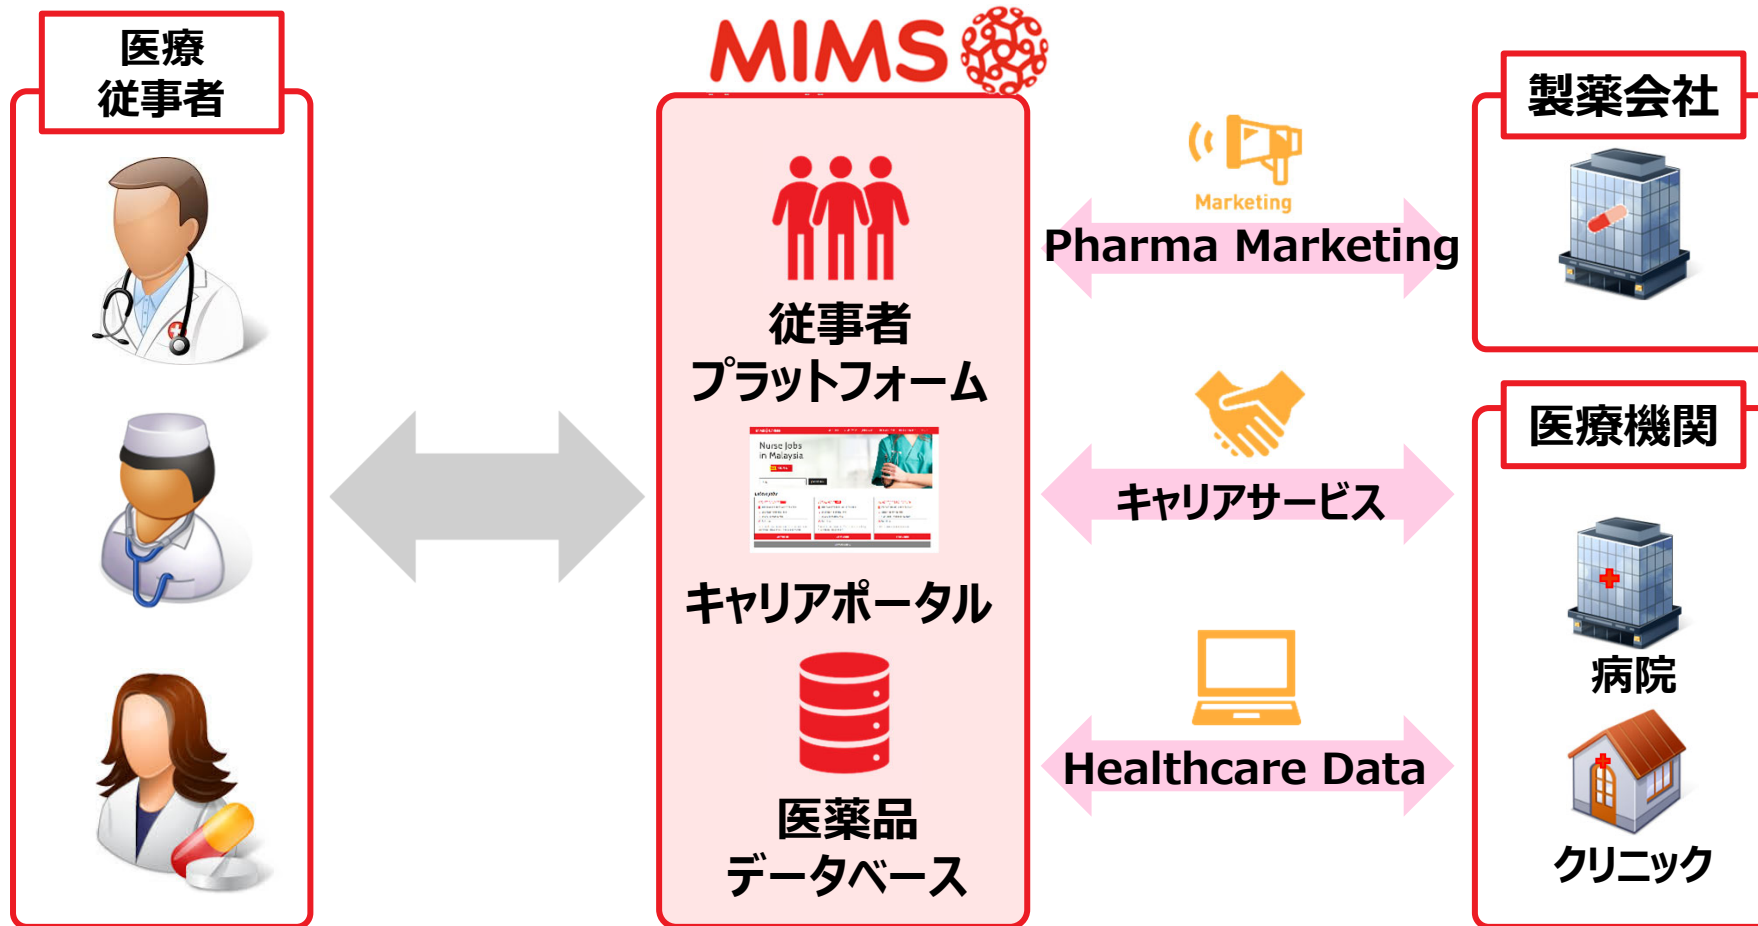 医療
従事者
MIMS
従事者
プラットフォーム
Nurse Jobs
in Malaysia
キャリアポータル
医薬品
データベース
Marketing
Pharma Marketing
キャリアサービス
Healthcare Data
製薬会社
医療機関
病院
クリニック